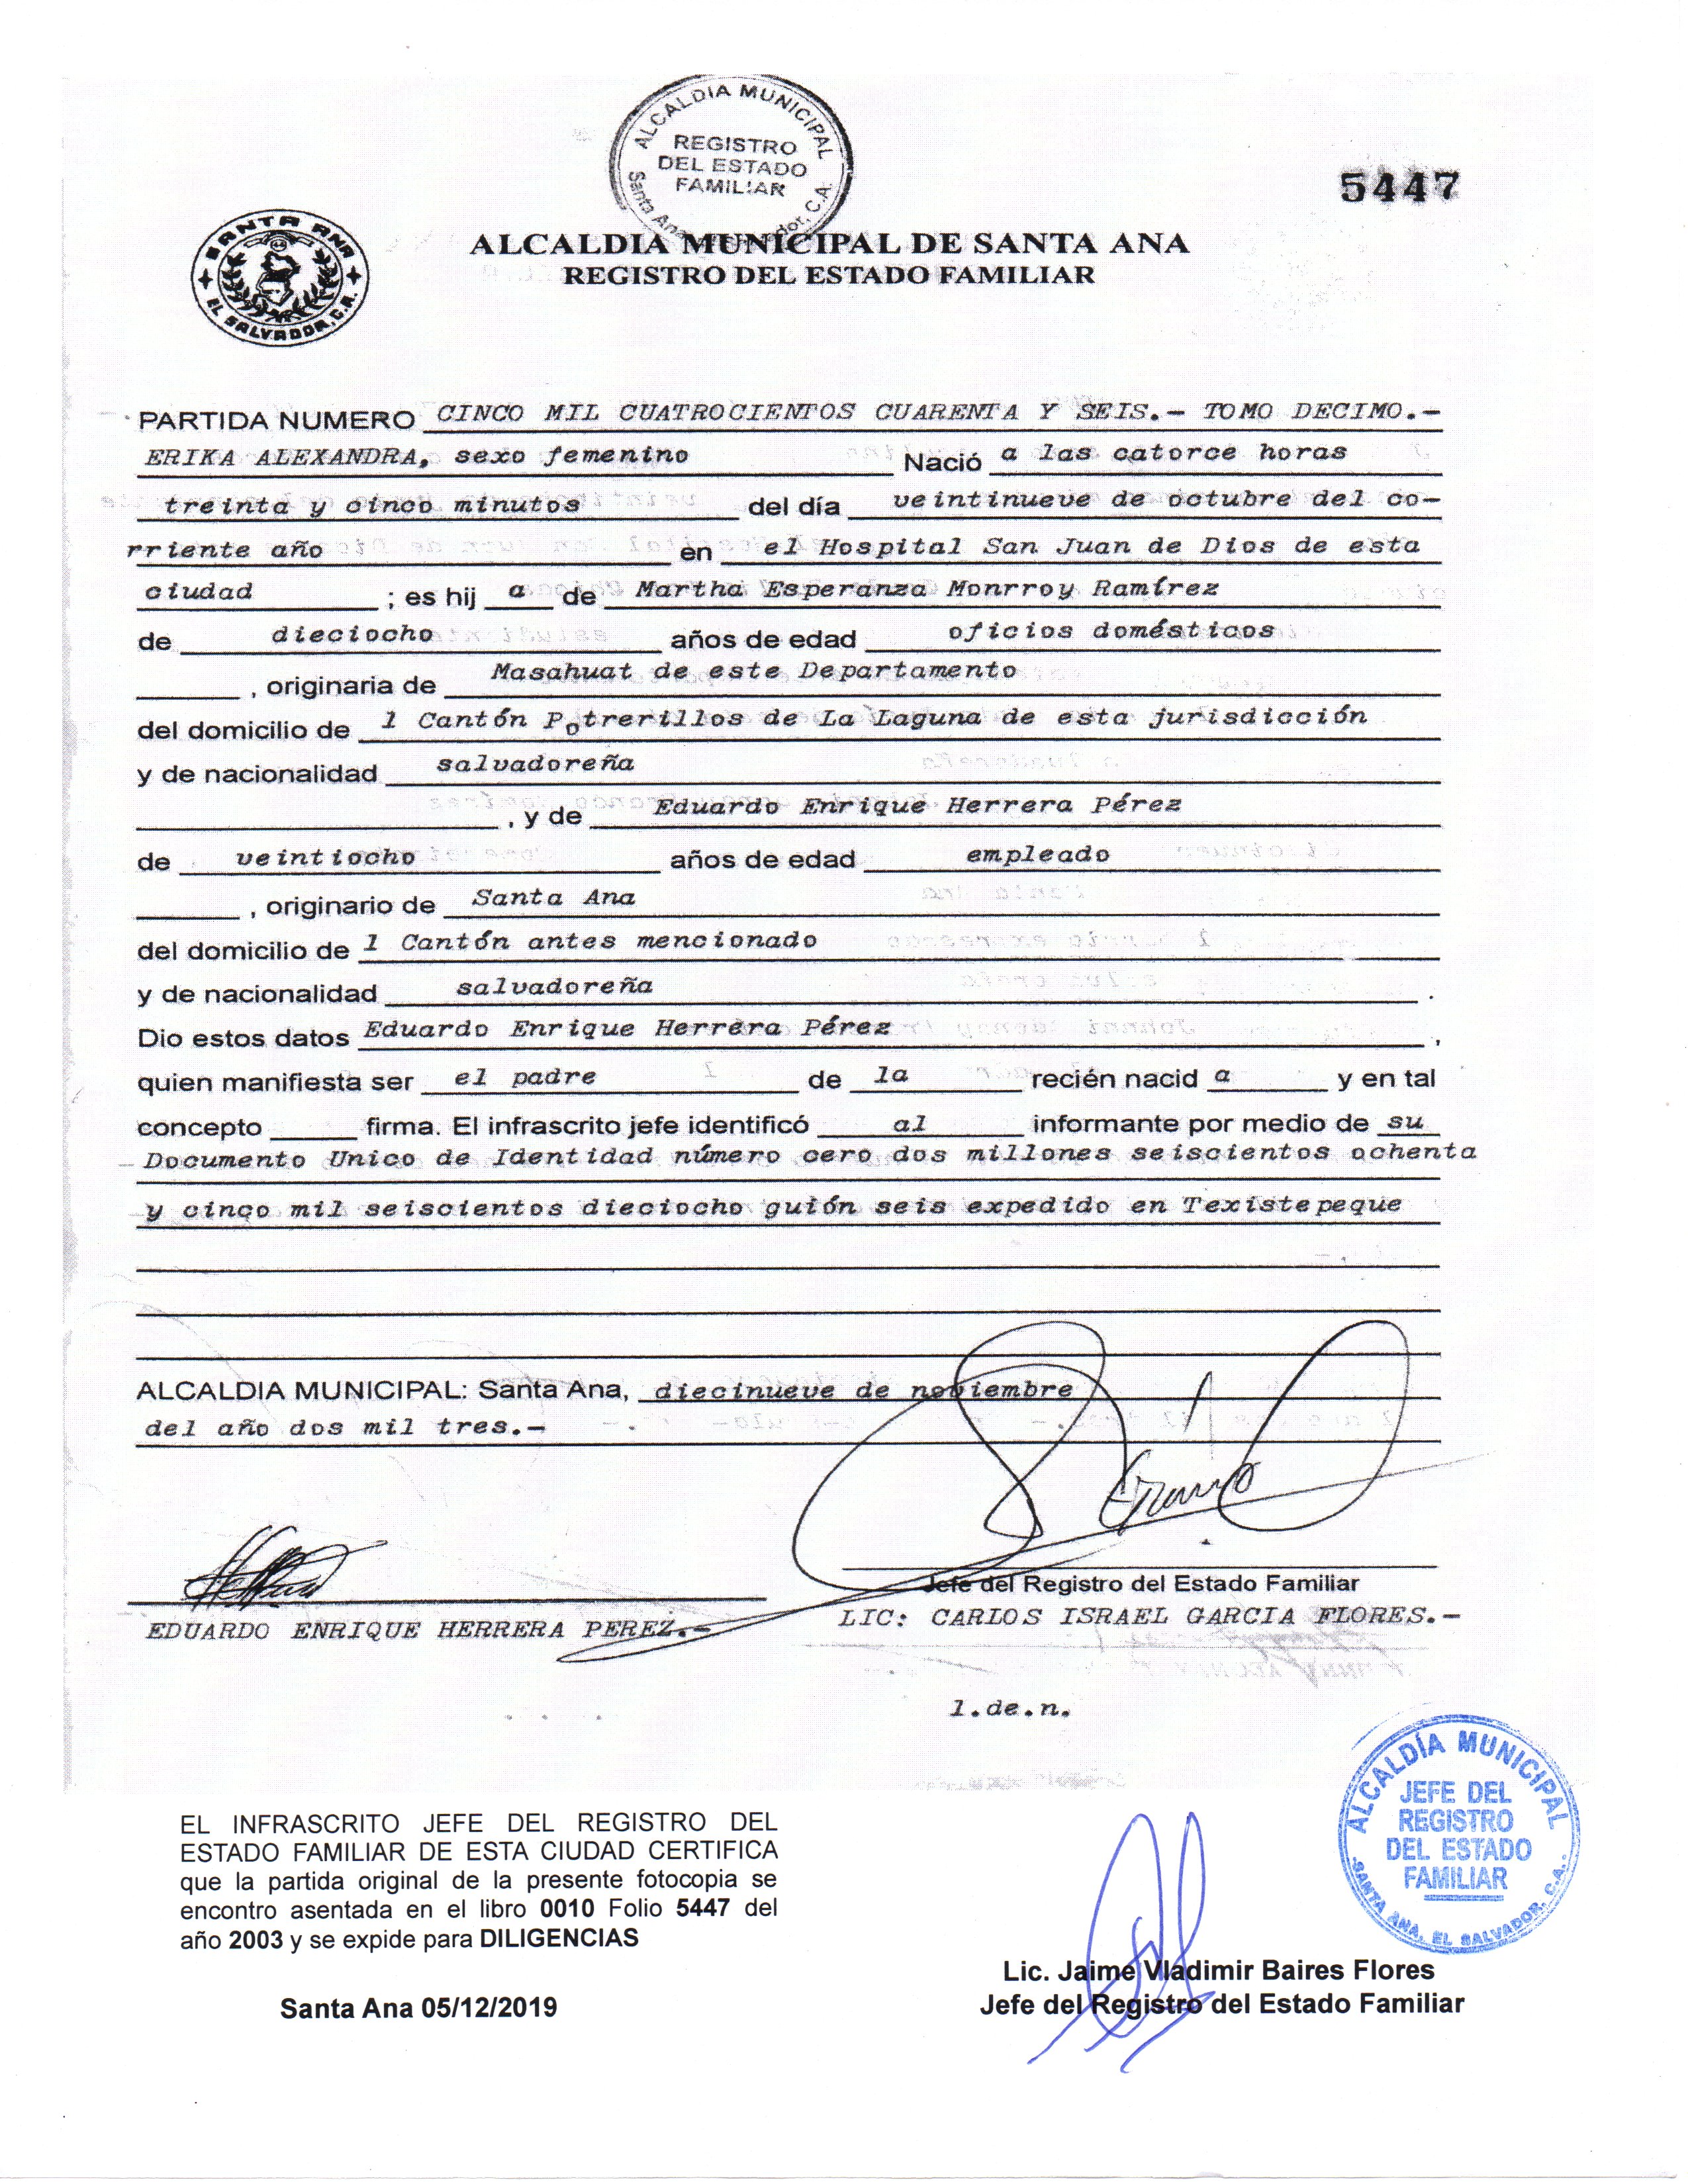 ALCALDIA MUNICIPAL
REGISTRO
DEL ESTADO
FAMILIAR
Santa Ana, C.A.
5447
SANTA ANA
EL SALVADOR, C.A.
ALCALDIA MUNICIPAL DE SANTA ANA
REGISTRO DEL ESTADO FAMILIAR
PARTIDA NUMERO CINCO MIL CUATROCIENTOS CUARENTA Y SEIS.- TOMO DECIMO.-
ERIKA ALEXANDRA, sexo femenino Nació a las catorce horas
treinta y cinco minutos del día veintinueve de octubre del co-
rriente año en el Hospital San Juan de Dios de esta
ciudad ; es hij a de Martha Esperanza Monrroy Ramírez
de dieciocho años de edad oficios domésticos
, originaria de Masahuat de este Departamento
del domicilio de l Cantón Potrerillos de La Laguna de esta jurisdicción
y de nacionalidad salvadoreña
, y de Eduardo Enrique Herrera Pérez
de veintiocho años de edad empleado
, originario de Santa Ana
del domicilio de l Cantón antes mencionado
y de nacionalidad salvadoreña .
Dio estos datos Eduardo Enrique Herrera Pérez ,
quien manifiesta ser el padre de la recién nacid a y en tal
concepto firma. El infrascrito jefe identificó al informante por medio de su
Documento Unico de Identidad número cero dos millones seiscientos ochenta
y cinco mil seiscientos dieciocho guión seis expedido en Texistepeque
ALCALDIA MUNICIPAL: Santa Ana, diecinueve de noviembre
del año dos mil tres.-
Jefe del Registro del Estado Familiar
EDUARDO ENRIQUE HERRERA PEREZ.-
LIC: CARLOS ISRAEL GARCIA FLORES.-
l.de.n.
ALCALDÍA MUNICIPAL
JEFE DEL
REGISTRO
DEL ESTADO
FAMILIAR
SANTA ANA, EL SALVADOR, C.A.
EL INFRASCRITO JEFE DEL REGISTRO DEL
ESTADO FAMILIAR DE ESTA CIUDAD CERTIFICA
que la partida original de la presente fotocopia se
encontro asentada en el libro 0010 Folio 5447 del
año 2003 y se expide para DILIGENCIAS
Santa Ana 05/12/2019
Lic. Jaime Vladimir Baires Flores
Jefe del Registro del Estado Familiar